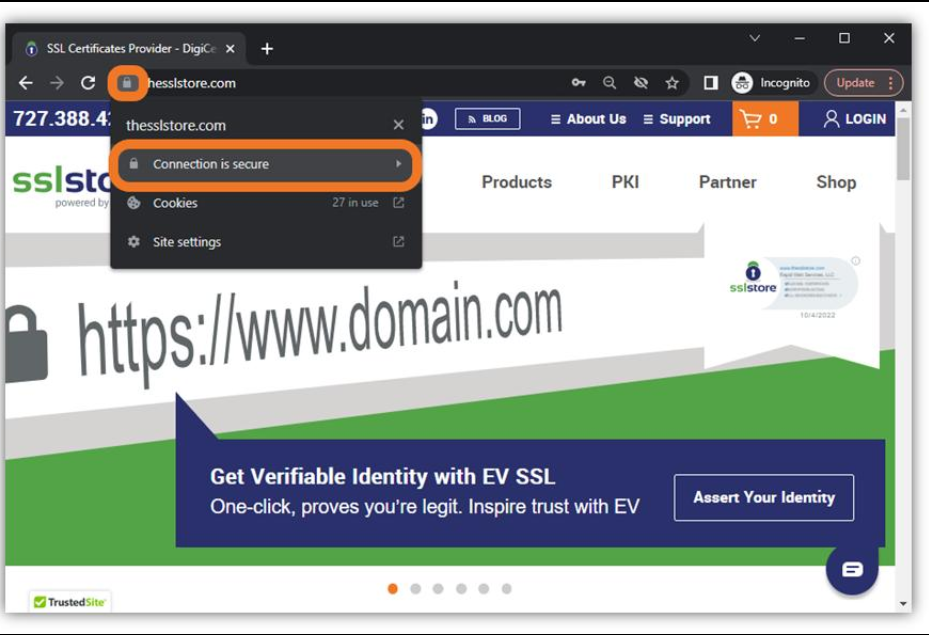 SSL Certificates Provider - DigiCe
thesslstore.com
Incognito
Update
727.388.4
in
BLOG
About Us
Support
0
LOGIN
thesslstore.com
Connection is secure
Cookies
27 in use
Site settings
sslsto
powered by
Products
PKI
Partner
Shop
https://www.domain.com
sslstore
10/4/2022
Get Verifiable Identity with EV SSL
One-click, proves you're legit. Inspire trust with EV
Assert Your Identity
TrustedSite